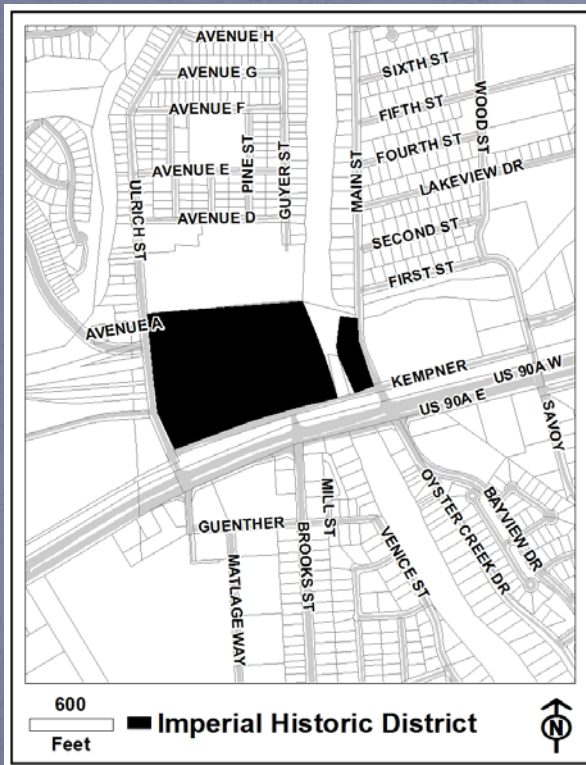 AVENUE H
AVENUE G
AVENUE F
AVENUE E
AVENUE D
PINE ST
GUYER ST
ULRICH ST
AVENUE A
SIXTH ST
FIFTH ST
FOURTH ST
LAKEVIEW DR
SECOND ST
FIRST ST
MAIN ST
WOOD ST
KEMPNER
US 90A W
US 90A E
SAVOY
GUENTHER
MATLAGE WAY
BROOKS ST
MILL ST
VENICE ST
OYSTER CREEK DR
BAYVIEW DR
600
Feet
Imperial Historic District
N